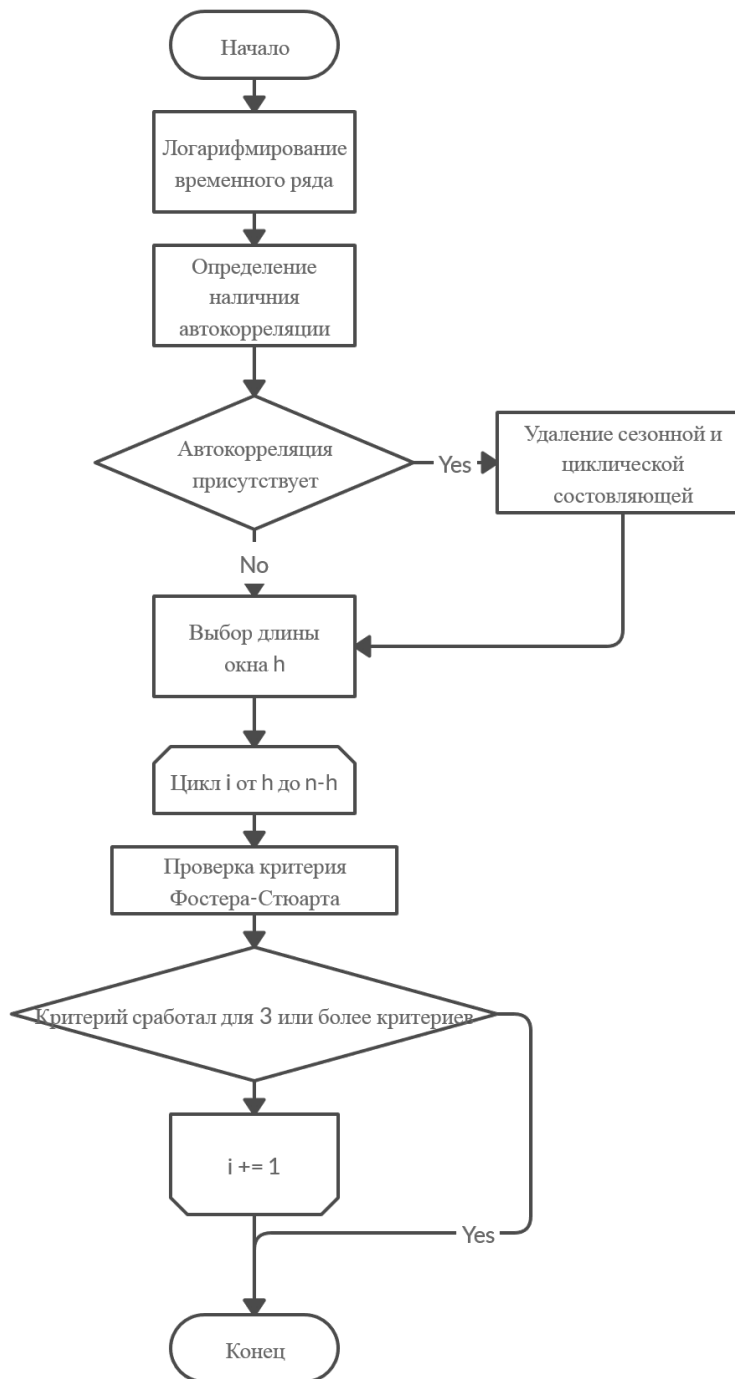 Начало
Логарифмирование
временного ряда
Определение
наличния
автокорреляции
Автокорреляция
присутствует
Yes
Удаление сезонной и
циклической
состовляющей
No
Выбор длины
окна h
Цикл i от h до n-h
Проверка критерия
Фостера-Стюарта
Критерий сработал для 3 или более критериев
i += 1
Yes
Конец